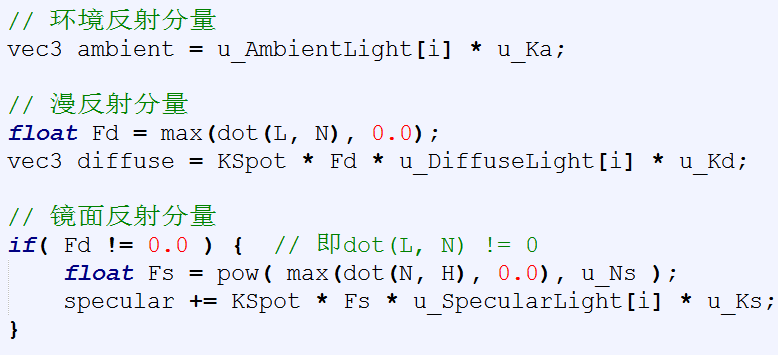 // 环境反射分量
vec3 ambient = u_AmbientLight[i] * u_Ka;
// 漫反射分量
float Fd = max(dot(L, N), 0.0);
vec3 diffuse = KSpot * Fd * u_DiffuseLight[i] * u_Kd;
// 镜面反射分量
if( Fd != 0.0 ) {  // 即dot(L, N) != 0
    float Fs = pow( max(dot(N, H), 0.0), u_Ns );
    specular += KSpot * Fs * u_SpecularLight[i] * u_Ks;
}